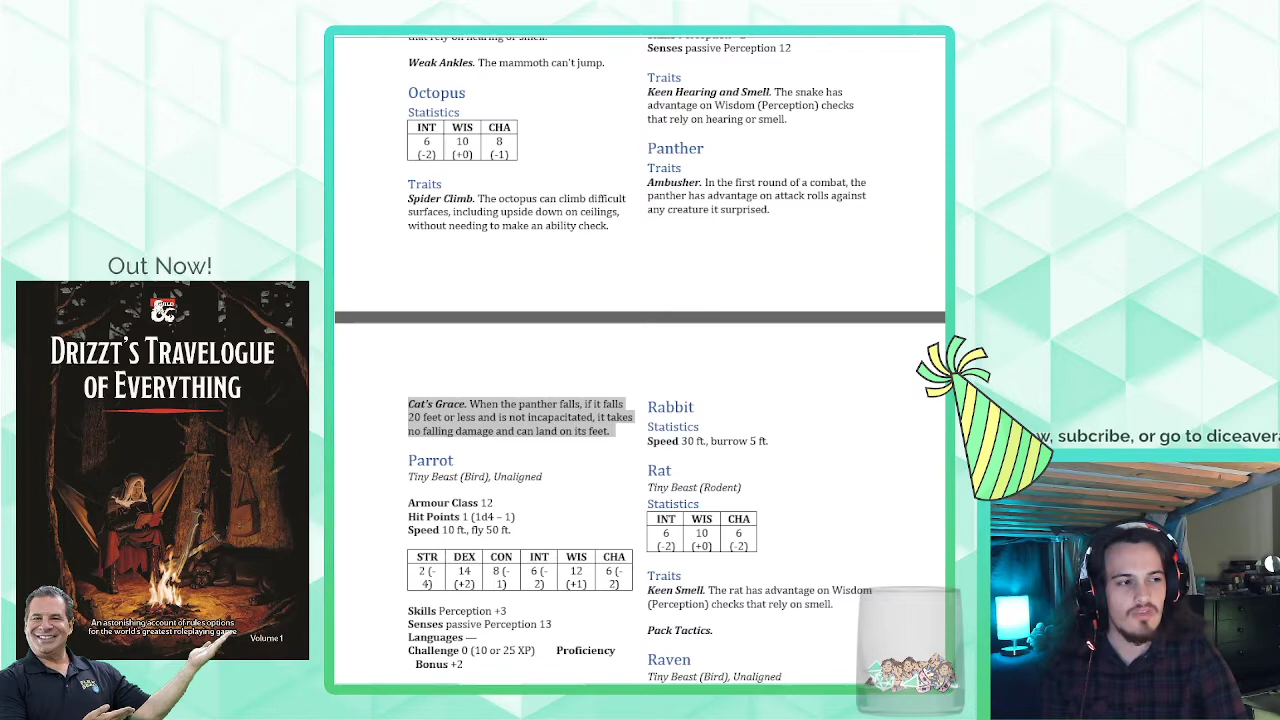 Out Now!
DRIZZT'S TRAVELOGUE
OF EVERYTHING
An astonishing account of rules options
for the world's greatest roleplaying game
Volume 1
that rely on hearing or smell.
Weak Ankles. The mammoth can't jump.
Octopus
Statistics
INT WIS CHA
6 10 8
(-2) (+0) (-1)
Traits
Spider Climb. The octopus can climb difficult
surfaces, including upside down on ceilings,
without needing to make an ability check.
Senses passive Perception 12
Traits
Keen Hearing and Smell. The snake has
advantage on Wisdom (Perception) checks
that rely on hearing or smell.
Panther
Traits
Ambusher. In the first round of a combat, the
panther has advantage on attack rolls against
any creature it surprised.
Cat's Grace. When the panther falls, if it falls
20 feet or less and is not incapacitated, it takes
no falling damage and can land on its feet.
Parrot
Tiny Beast (Bird), Unaligned
Armour Class 12
Hit Points 1 (1d4 – 1)
Speed 10 ft., fly 50 ft.
STR DEX CON INT WIS CHA
2 (- 14 8 (- 6 (- 12 6 (-
4) (+2) 1) 2) (+1) 2)
Skills Perception +3
Senses passive Perception 13
Languages —
Challenge 0 (10 or 25 XP) Proficiency
Bonus +2
Rabbit
Statistics
Speed 30 ft., burrow 5 ft.
Rat
Tiny Beast (Rodent)
Statistics
INT WIS CHA
6 10 6
(-2) (+0) (-2)
Traits
Keen Smell. The rat has advantage on Wisdom
(Perception) checks that rely on smell.
Pack Tactics.
Raven
Tiny Beast (Bird), Unaligned
w, subcribe, or go to diceavera